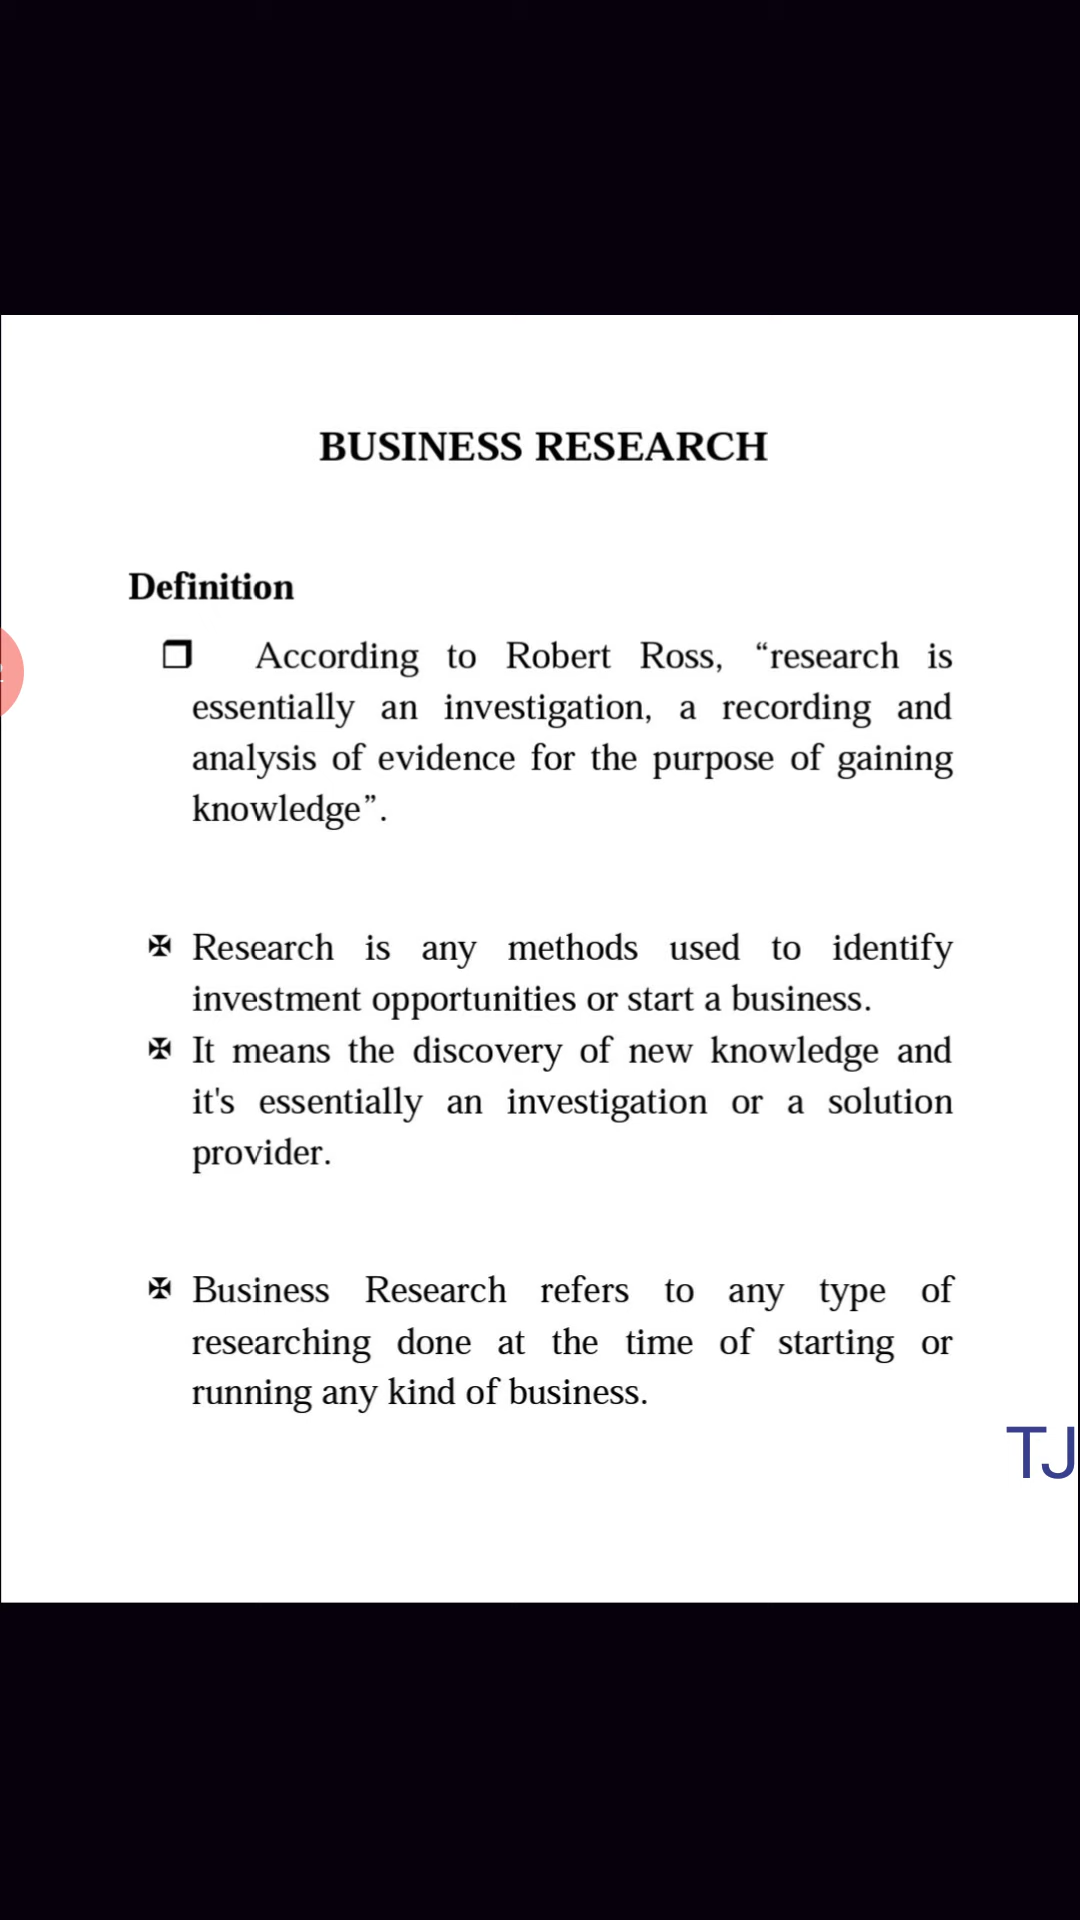 BUSINESS RESEARCH
Definition
❒ According to Robert Ross, “research is
essentially an investigation, a recording and
analysis of evidence for the purpose of gaining
knowledge”.
✠ Research is any methods used to identify
investment opportunities or start a business.
✠ It means the discovery of new knowledge and
it's essentially an investigation or a solution
provider.
✠ Business Research refers to any type of
researching done at the time of starting or
running any kind of business.
TJ